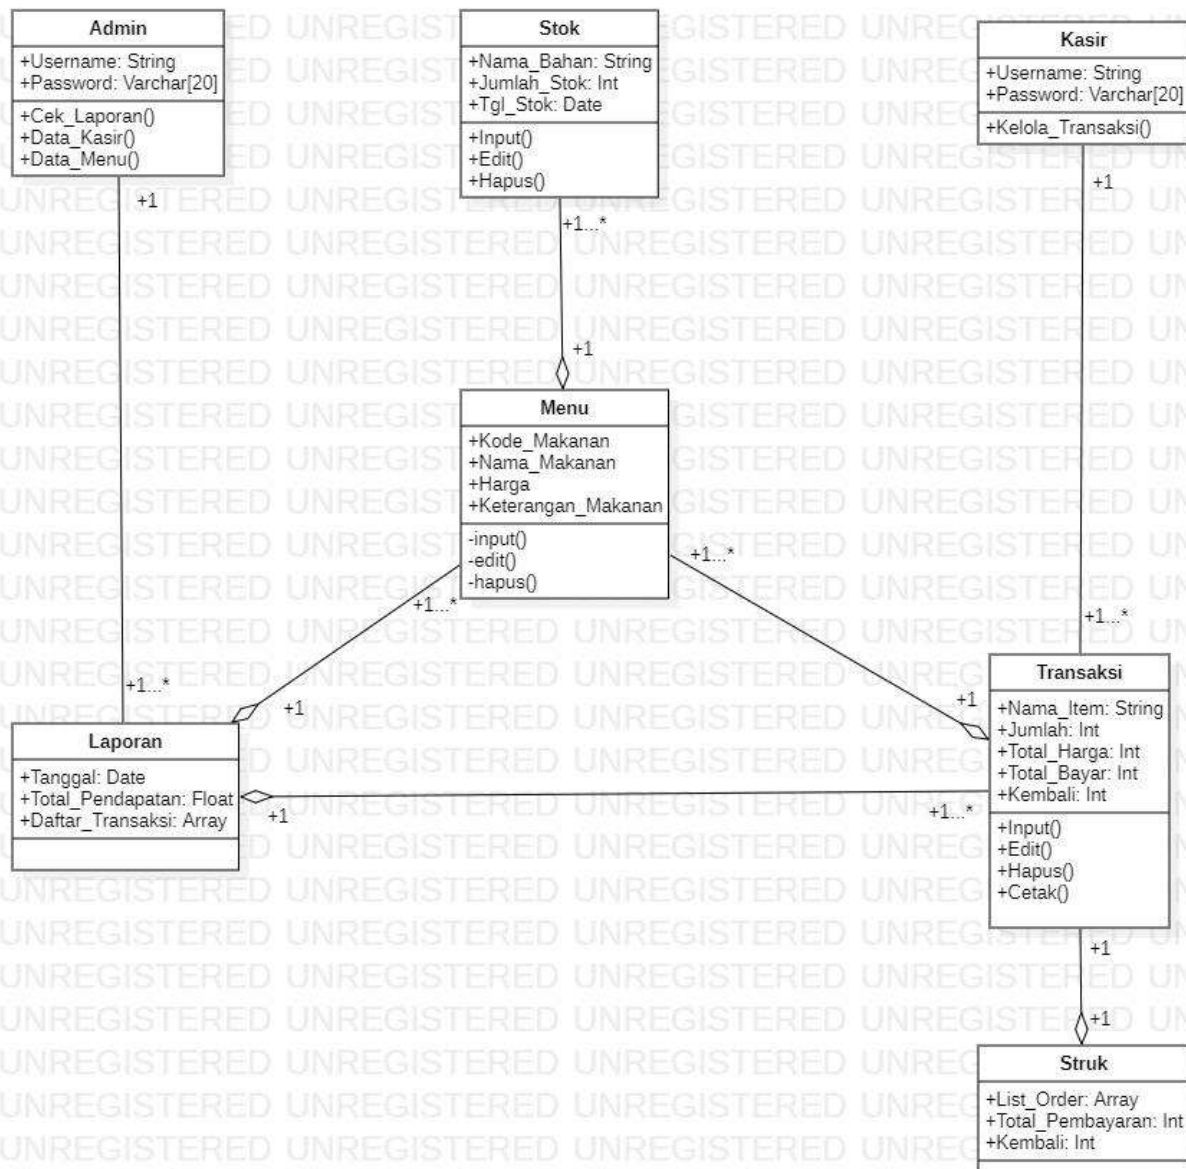 Admin
+Username: String
+Password: Varchar[20]
+Cek_Laporan()
+Data_Kasir()
+Data_Menu()
+1
Stok
+Nama_Bahan: String
+Jumlah_Stok: Int
+Tgl_Stok: Date
+Input()
+Edit()
+Hapus()
+1...*
Kasir
+Username: String
+Password: Varchar[20]
+Kelola_Transaksi()
+1
+1
Menu
+Kode_Makanan
+Nama_Makanan
+Harga
+Keterangan_Makanan
-input()
-edit()
-hapus()
+1...*
+1...*
+1...*
+1...*
+1
+1
Laporan
+Tanggal: Date
+Total_Pendapatan: Float
+Daftar_Transaksi: Array
+1
+1...*
Transaksi
+Nama_Item: String
+Jumlah: Int
+Total_Harga: Int
+Total_Bayar: Int
+Kembali: Int
+Input()
+Edit()
+Hapus()
+Cetak()
+1
+1
Struk
+List_Order: Array
+Total_Pembayaran: Int
+Kembali: Int
UNREGISTERED UNREGISTERED UNREGISTERED UNREGISTERED